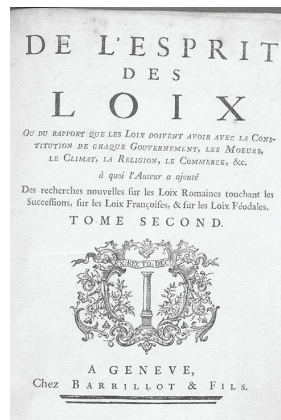 DE L'ESPRIT
DES
LOIX
OU DU RAPPORT QUE LES LOIX DOIVENT AVOIR AVEC LA CONS-
TITUTION DE CHAQUE GOUVERNEMENT, LES MOEURS,
LE CLIMAT, LA RELIGION, LE COMMERCE, &c.
à quoi l'Auteur a ajouté
Des recherches nouvelles sur les Loix Romaines touchant les
Successions, sur les Loix Françoises, & sur les Loix Féodales.
TOME SECOND.
A GENEVE,
Chez BARRILLOT & FILS.